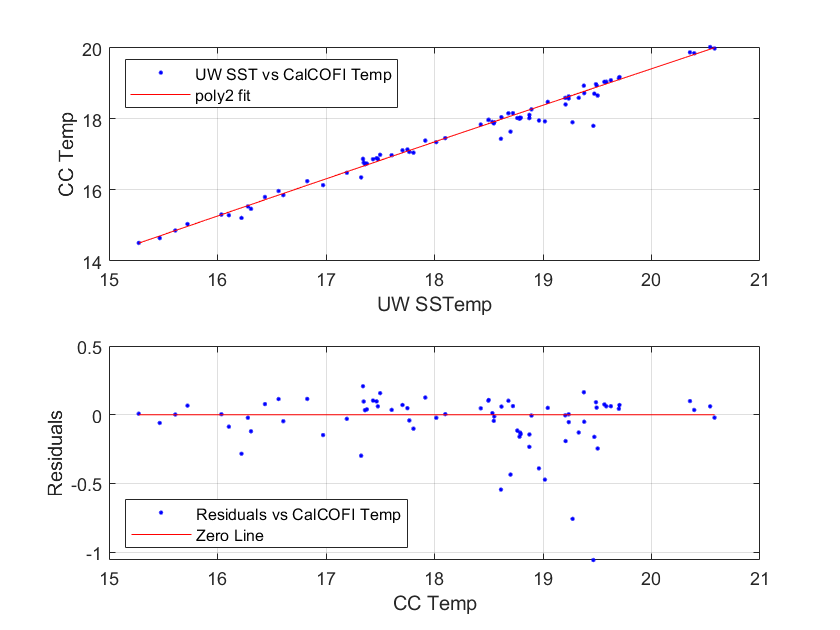 20
18
16
14
CC Temp
UW SST vs CalCOFI Temp
poly2 fit
15 16 17 18 19 20 21
UW SSTemp
0.5
0
-0.5
-1
Residuals
Residuals vs CalCOFI Temp
Zero Line
15 16 17 18 19 20 21
CC Temp